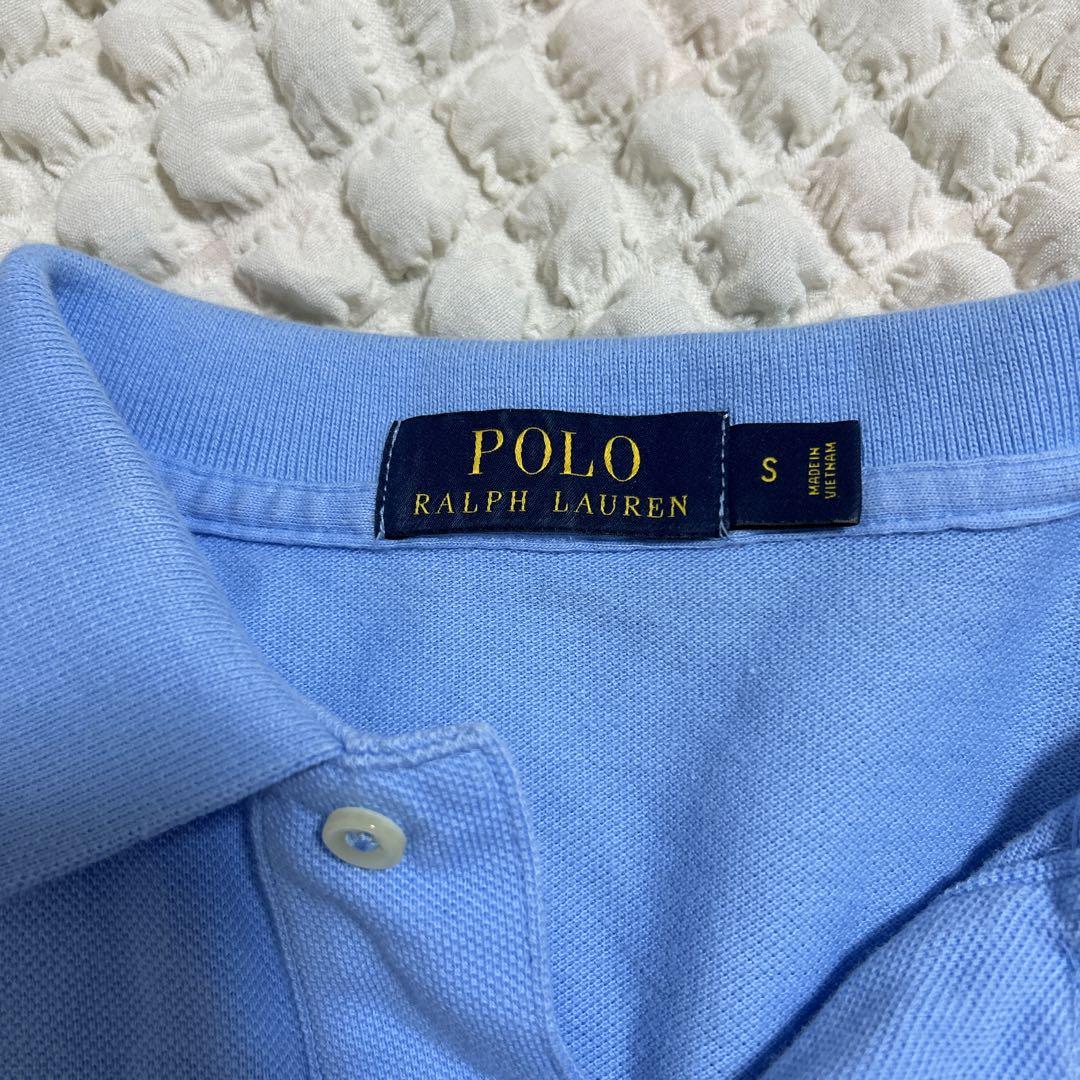 POLO
RALPH LAUREN
S
MADE IN
VIETNAM